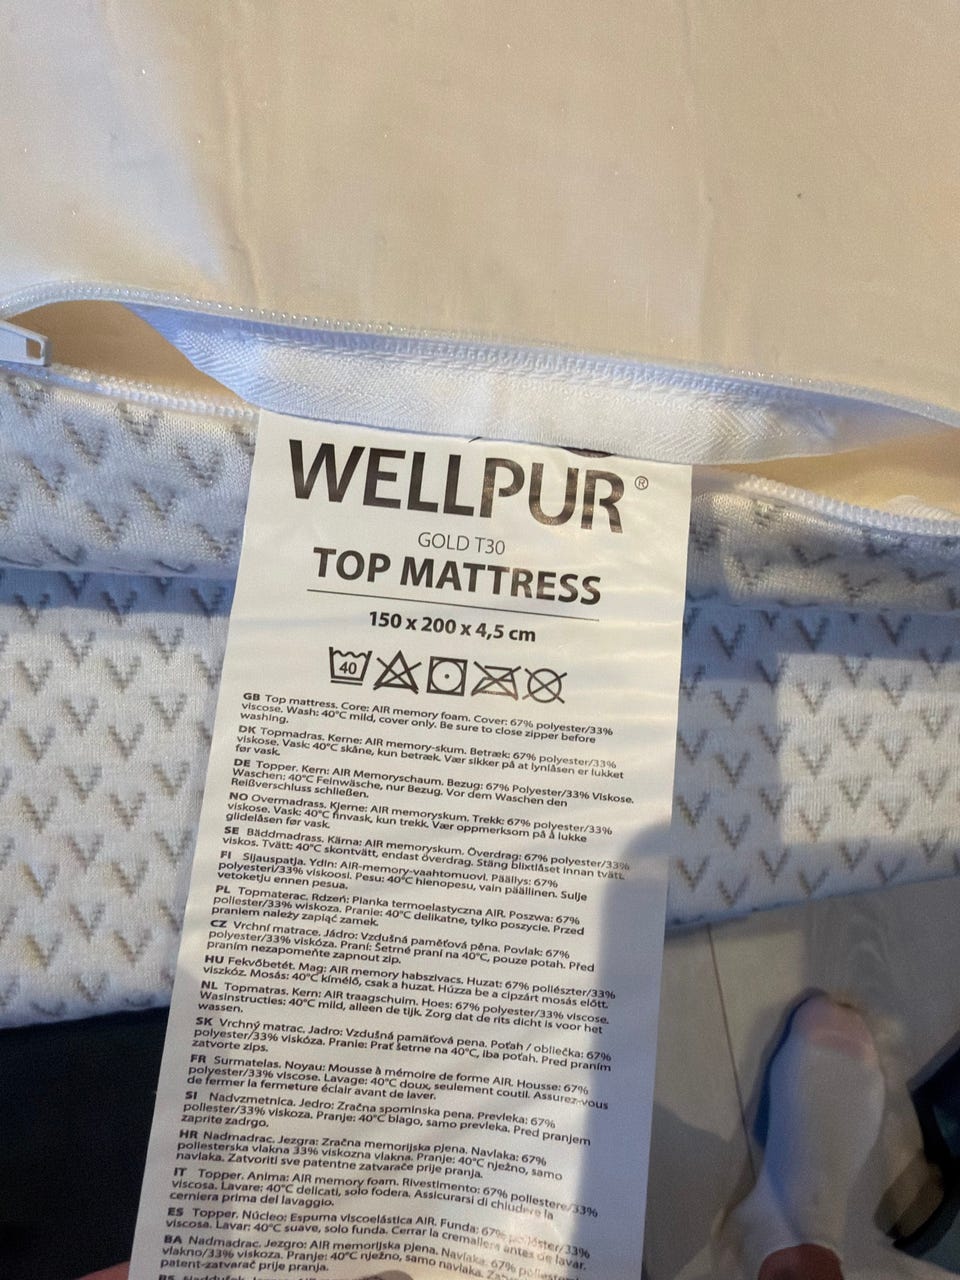 WELLPUR®
GOLD T30
TOP MATTRESS
150 x 200 x 4,5 cm
40
GB Top mattress. Core: AIR memory foam. Cover: 67% polyester/33%
viscose. Wash: 40°C mild, cover only. Be sure to close zipper before
washing.
DK Topmadras. Kerne: AIR memory-skum. Betræk: 67% polyester/33%
viskose. Vask: 40°C skåne, kun betræk. Vær sikker på at lynlåsen er lukket
før vask.
DE Topper. Kern: AIR Memoryschaum. Bezug: 67% Polyester/33% Viskose.
Waschen: 40°C Feinwäsche, nur Bezug. Vor dem Waschen den
Reißverschluss schließen.
NO Overmadrass. Kjerne: AIR memoryskum. Trekk: 67% polyester/33%
viskose. Vask: 40°C finvask, kun trekk. Vær oppmerksom på å lukke
glidelåsen før vask.
SE Bäddmadrass. Kärna: AIR memoryskum. Överdrag: 67% polyester/33%
viskos. Tvätt: 40°C skontvätt, endast överdrag. Stäng blixtlåset innan tvätt.
FI Sijauspatja. Ydin: AIR-memory-vaahtomuovi. Päällys: 67%
polyesteri/33% viskoosi. Pesu: 40°C hienopesu, vain päällinen. Sulje
vetoketju ennen pesua.
PL Topmaterac. Rdzeń: Planka termoelastyczna AIR. Poszwa: 67%
poliester/33% wiskoza. Pranie: 40°C delikatne, tylko poszycie. Przed
praniem należy zapiąć zamek.
CZ Vrchní matrace. Jádro: Vzdušná paměťová pěna. Povlak: 67%
polyester/33% viskóza. Praní: Šetrné praní na 40°C, pouze potah. Před
praním nezapomeňte zapnout zip.
HU Fekvőbetét. Mag: AIR memory habszivacs. Huzat: 67% poliészter/33%
viszkóz. Mosás: 40°C kímélő, csak a huzat. Húzza be a cipzárt mosás előtt.
NL Topmatras. Kern: AIR traagschuim. Hoes: 67% polyester/33% viscose.
Wasinstructies: 40°C mild, alleen de tijk. Zorg dat de rits dicht is voor het
wassen.
SK Vrchný matrac. Jadro: Vzdušná pamäťová pena. Poťah / obliečka: 67%
polyester/33% viskóza. Pranie: Prať šetrne na 40°C, iba poťah. Pred praním
zatvorte zips.
FR Surmatelas. Noyau: Mousse à mémoire de forme AIR. Housse: 67%
polyester/33% viscose. Lavage: 40°C doux, seulement coutil. Assurez-vous
de fermer la fermeture éclair avant de laver.
SI Nadvzmetnica. Jedro: Zračna spominska pena. Prevleka: 67%
poliester/33% viskoza. Pranje: 40°C blago, samo prevleka. Pred pranjem
zaprite zadrgo.
HR Nadmadrac. Jezgra: Zračna memorijska pjena. Navlaka: 67%
poliesterska vlakna 33% viskozna vlakna. Pranje: 40°C nježno, samo
navlaka. Zatvoriti sve patentne zatvarače prije pranja.
IT Topper. Anima: AIR memory foam. Rivestimento: 67% poliestere/33%
viscosa. Lavare: 40°C delicati, solo fodera. Assicurarsi di chiudere la
cerniera prima del lavaggio.
ES Topper. Núcleo: Espuma viscoelástica AIR. Funda: 67% poliéster/33%
viscosa. Lavar: 40°C suave, solo funda. Cerrar la cremallera antes de lavar.
BA Nadmadrac. Jezgro: AIR memorijska pjena. Navlaka: 67% poliestersko
vlakno/33% viskoza. Pranje: 40°C nježno, samo navlaka.
patent-zatvarač prije pranja.